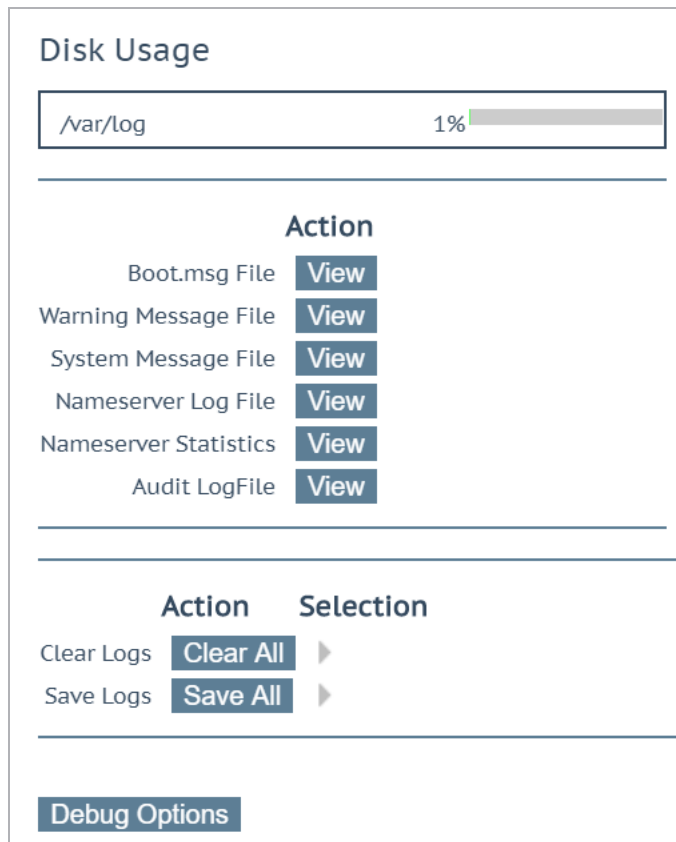 Disk Usage
/var/log 1%
Action
Boot.msg File View
Warning Message File View
System Message File View
Nameserver Log File View
Nameserver Statistics View
Audit LogFile View
Action Selection
Clear Logs Clear All
Save Logs Save All
Debug Options